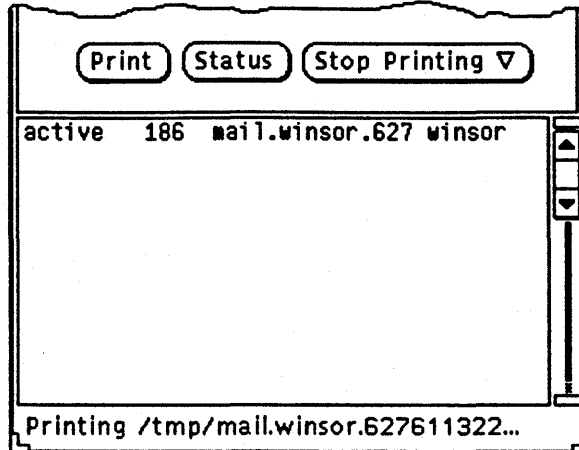 Print Status Stop Printing ▽
active 186 mail.winsor.627 winsor
Printing /tmp/mail.winsor.627611322...